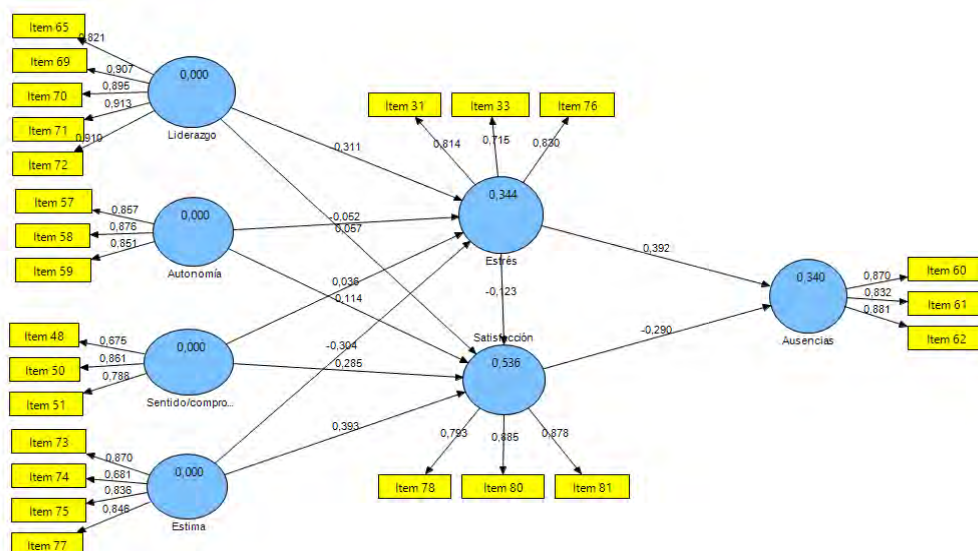 Item 65
Item 69
Item 70
Item 71
Item 72
0,821
0,907
0,895
0,913
0,910
0,000
Liderazgo
Item 57
Item 58
Item 59
0,857
0,876
0,851
0,000
Autonomía
Item 48
Item 50
Item 51
0,675
0,861
0,788
0,000
Sentido/compro...
Item 73
Item 74
Item 75
Item 77
0,870
0,681
0,836
0,846
0,000
Estima
0,311
-0,052
0,057
0,036
0,114
-0,304
0,285
0,393
Item 31
Item 33
Item 76
0,814
0,715
0,830
0,344
Estrés
-0,123
Satisfacción
0,536
0,793
0,885
0,878
Item 78
Item 80
Item 81
0,392
-0,290
0,340
Ausencias
0,870
0,832
0,881
Item 60
Item 61
Item 62